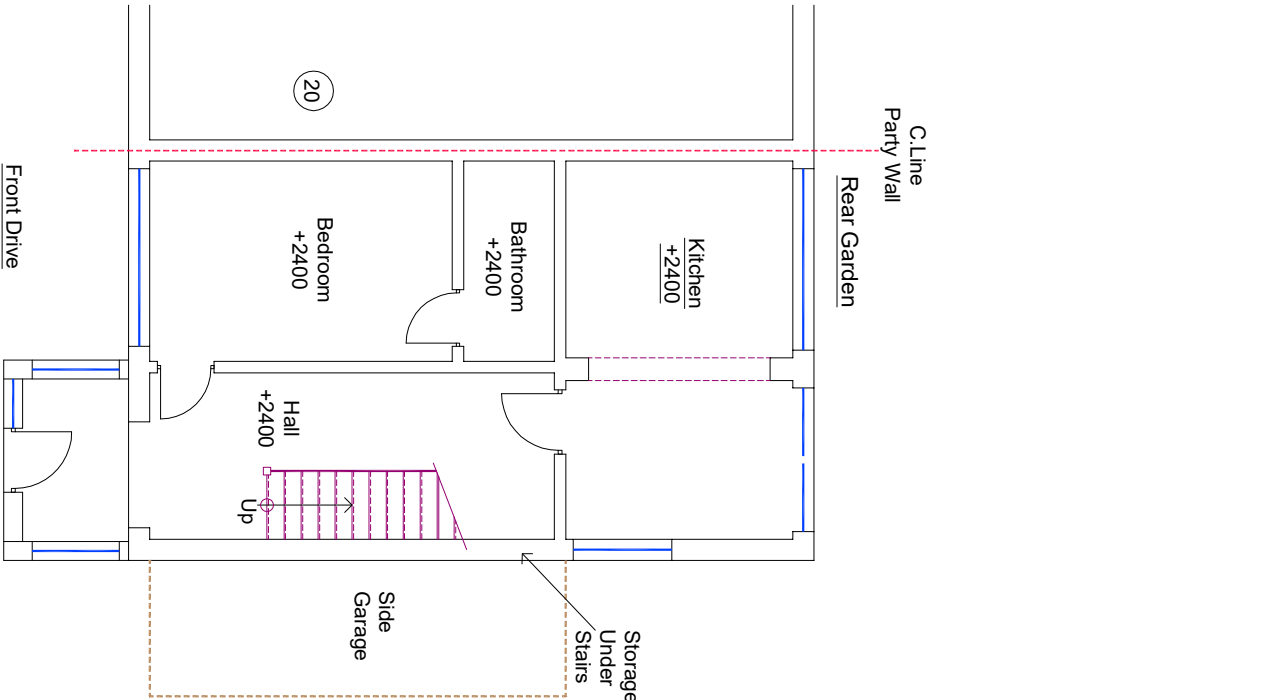 20
C.Line
Party Wall
Rear Garden
Front Drive
Bedroom
+2400
Bathroom
+2400
Kitchen
+2400
Hall
+2400
Up
Side
Garage
Storage
Under
Stairs